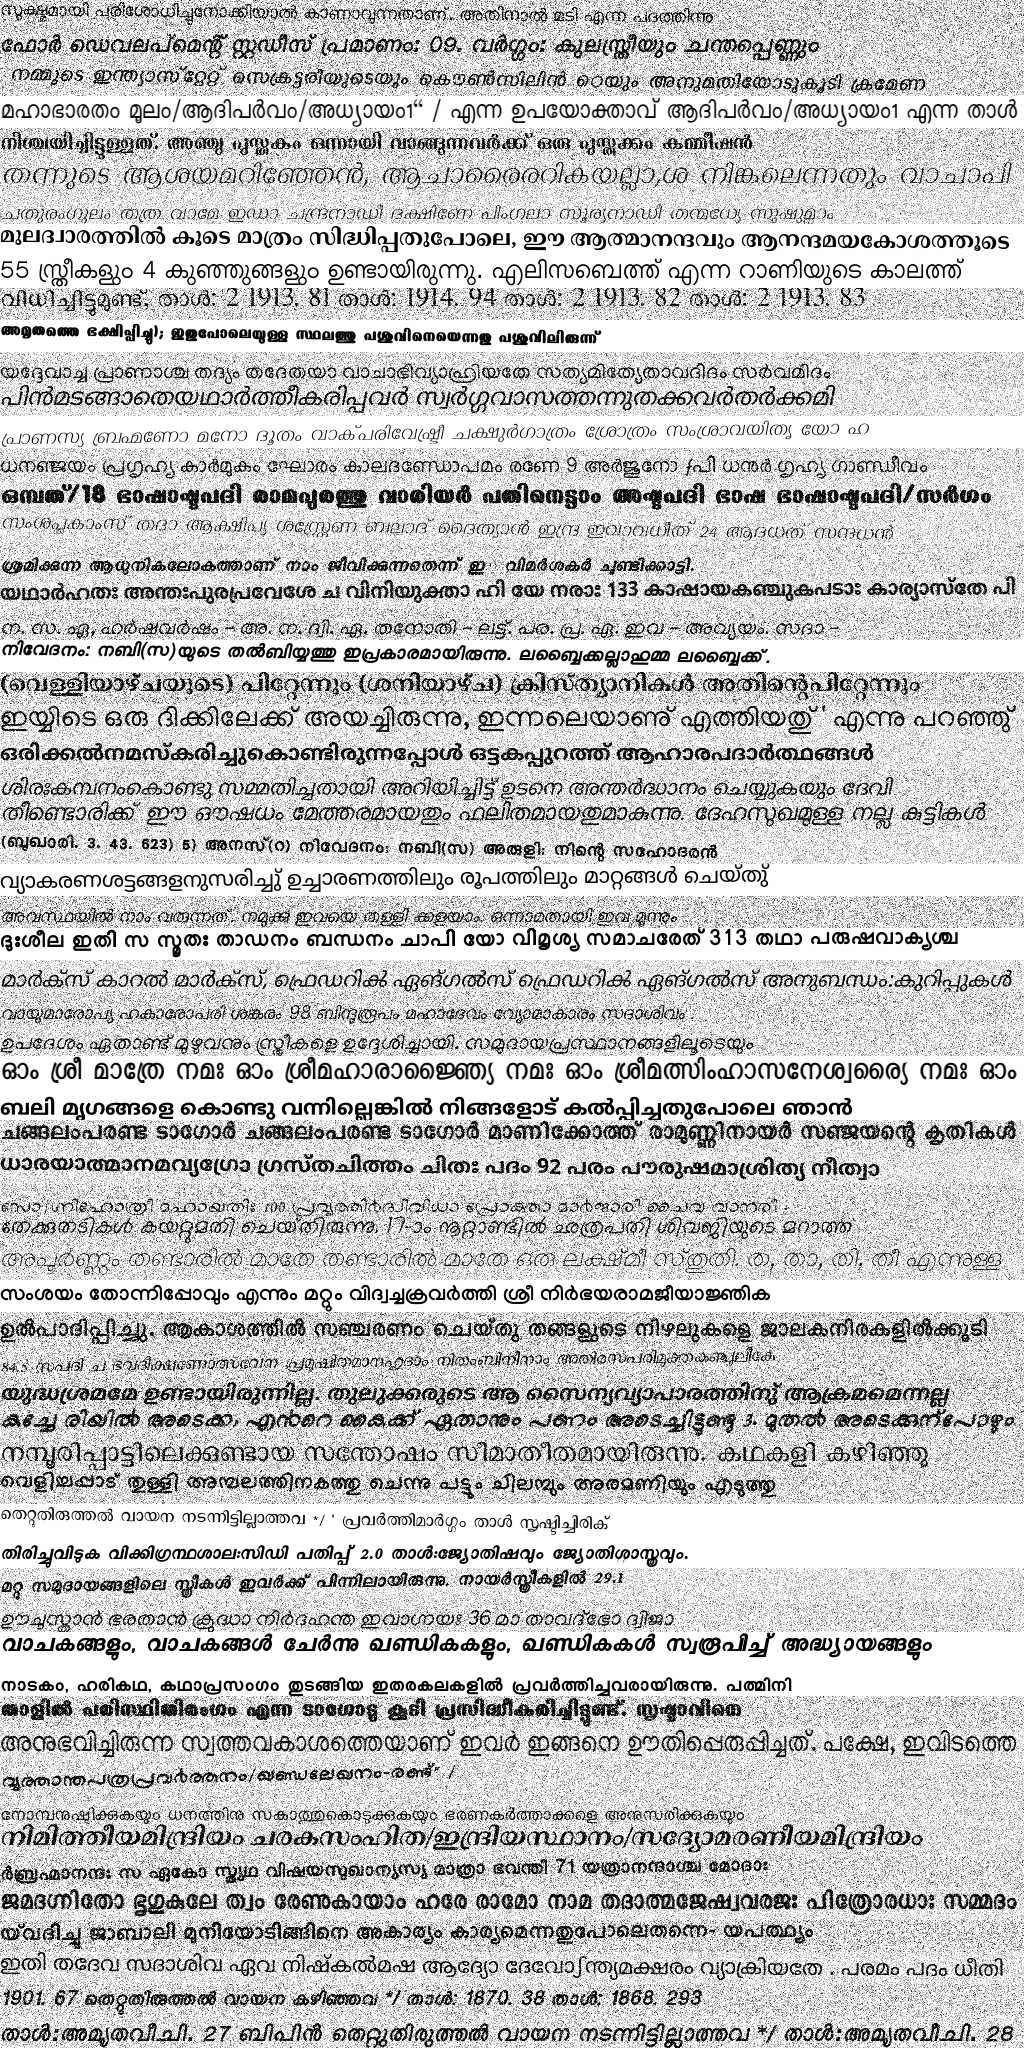 സൂക്ഷ്മമായി പരിശോധിച്ചുനോക്കിയാൽ കാണാവുന്നതാണ്. അതിനാൽ മടി എന്ന പദത്തിന്നു
ഫോർ ഡെവലപ്‌മെന്റ് സ്റ്റഡീസ് പ്രമാണം: 09. വർഗ്ഗം: കുലസ്ത്രീയും ചന്തപ്പെണ്ണും
നമ്മുടെ ഇന്ത്യാസ്റ്റേറ്റ് സെക്രട്ടരിയുടെയും കൌൺസിലിൻ റെയും അനുമതിയോടുകൂടി ക്രമേണ
മഹാഭാരതം മൂലം/ആദിപർവം/അധ്യായം1“ / എന്ന ഉപയോക്താവ് ആദിപർവം/അധ്യായം1 എന്ന താൾ
നിശ്ചയിച്ചിട്ടുള്ളത്. അഞ്ചു പുസ്തകം ഒന്നായി വാങ്ങുന്നവർക്ക് ഒരു പുസ്തക്കം കമ്മീഷൻ
തന്നുടെ ആശയമറിഞ്ഞേൻ, ആചാരൈരറികയല്ലാ,ശ നിങ്കലെന്നതും വാചാപി
ചതുരംഗുലം തത്ര വാമേ ഇഡാ ചന്ദ്രനാഡീ ദക്ഷിണേ പിംഗലാ സൂര്യനാഡീ തന്മധ്യേ സുഷുമ്നാം
മൂലദ്വാരത്തിൽ കൂടെ മാത്രം സിദ്ധിപ്പതുപോലെ, ഈ ആത്മാനന്ദവും ആനന്ദമയകോശത്തൂടെ
55 സ്ത്രീകളും 4 കുഞ്ഞുങ്ങളും ഉണ്ടായിരുന്നു. എലിസബെത്ത് എന്ന റാണിയുടെ കാലത്ത്
വിധിച്ചിട്ടുമുണ്ട്, താൾ: 2 1913. 81 താൾ: 1914. 94 താൾ: 2 1913. 82 താൾ: 2 1913. 83
അമൃതത്തെ ഭക്ഷിപ്പിച്ചു); ഇതുപോലെയുള്ള സ്ഥലത്തു പശുവിനെയെന്നതു പശുവിലിരുന്ന്
യദ്ദേവാച്ച പ്രാണാശ്ച തദ്യം തദേതയാ വാചാഭിവ്യാഹ്രിയതേ സത്യമിത്യേതാവദിദം സർവമിദം
പിൻമടങ്ങാതെയഥാർത്തീകരിപ്പവർ സ്വർഗ്ഗവാസത്തന്നുതക്കവർതർക്കമി
പ്രാണസ്യ ബ്രഹ്മണോ മനോ ദൂതം വാക്പരിവേഷ്ട്രീ ചക്ഷുർഗാത്രം ശ്രോത്രം സംശ്രാവയിത്യ യോ ഹ
ധനഞ്ജയം പ്രഗൃഹ്യ കാർമുകം ഘോരം കാലദണ്ഡോപമം രണേ 9 അർജുനോ ƒപി ധനുർ ഗൃഹ്യ ഗാണ്ഡീവം
ഒമ്പത്/18 ഭാഷാഷ്ടപദി രാമപുരത്തു വാരിയർ പതിനെട്ടാം അഷ്ടപദി ഭാഷ ഭാഷാഷ്ടപദി/സർഗം
സംശപ്തകാംസ് തദാ ആക്ഷിപ്യ ശസ്ത്രേണ ബലാദ് ദൈത്യാൻ ഇന്ദ്ര ഇവാവധീത് 24 ആദധത് സന്ദധൻ
ശ്രമിക്കുന്ന ആധുനികലോകത്താണ് നാം ജീവിക്കുന്നതെന്ന് ഇ◌ വിമർശകർ ചൂണ്ടിക്കാട്ടി.
യഥാർഹതഃ അന്തഃപുരപ്രവേശേ ച വിനിയുക്താ ഹി യേ നരാഃ 133 കാഷായകഞ്ചുകപടാഃ കാര്യാസ്തേ പി
ന. സ. ഏ, ഹർഷവർഷം – അ. ന. ദ്വി. ഏ. തനോതി – ലട്ട്. പര. പ്ര. ഏ. ഇവ – അവ്യയം. സദാ –
നിവേദനം: നബി(സ)യുടെ തൽബിയ്യത്തു ഇപ്രകാരമായിരുന്നു. ലബ്ബൈക്കല്ലാഹുമ്മ ലബ്ബൈക്ക്.
(വെള്ളിയാഴ്ചയുടെ) പിറ്റേന്നും (ശനിയാഴ്ച) ക്രിസ്ത്യാനികൾ അതിന്റെപിറ്റേന്നും
ഇയ്യിടെ ഒരു ദിക്കിലേക്ക് അയച്ചിരുന്നു, ഇന്നലെയാണു് എത്തിയതു് ' എന്നു പറഞ്ഞു്
ഒരിക്കൽനമസ്കരിച്ചുകൊണ്ടിരുന്നപ്പോൾ ഒട്ടകപ്പുറത്ത് ആഹാരപദാർത്ഥങ്ങൾ
ശിരഃകമ്പനംകൊണ്ടു സമ്മതിച്ചതായി അറിയിച്ചിട്ട് ഉടനെ അന്തർദ്ധാനം ചെയ്യുകയും ദേവി
തീണ്ടൊരിക്ക് ഈ ഔഷധം മേത്തരമായതും ഫലിതമായതുമാകുന്നു. ദേഹസുഖമുള്ള നല്ല കുട്ടികൾ
(ബുഖാരി. 3. 43. 623) 5) അനസ്(റ) നിവേദനം: നബി(സ) അരുളി: നിന്റെ സഹോദരൻ
വ്യാകരണശട്ടങ്ങളനുസരിച്ചു് ഉച്ചാരണത്തിലും രൂപത്തിലും മാറ്റങ്ങൾ ചെയ്തു്
അവസ്ഥയിൽ നാം വരുന്നത്. നമുക്കു ഇവയെ തള്ളി ക്കളയാം. ഒന്നാമതായി ഇവ മൂന്നും
ദുഃശീല ഇതി സ സ്മൃതഃ താഡനം ബന്ധനം ചാപി യോ വിമൃശ്യ സമാചരേത് 313 തഥാ പരുഷവാക്യശ്ച
മാർക്സ് കാറൽ മാർക്സ്, ഫ്രെഡറിക്ൽ ഏങ്ഗൽസ് ഫ്രെഡറിക്ൽ ഏങ്ഗൽസ് അനുബന്ധം:കുറിപ്പുകൾ
വായുമാരോപ്യ ഹകാരോപരി ശങ്കരം 98 ബിന്ദുരൂപം മഹാദേവം വ്യോമാകാരം സദാശിവം .
ഉപദേശം ഏതാണ്ട് മുഴുവനും സ്ത്രീകളെ ഉദ്ദേശിച്ചായി. സമുദായപ്രസ്ഥാനങ്ങളിലൂടെയും
ഓം ശ്രീ മാത്രേ നമഃ ഓം ശ്രീമഹാരാജ്ഞ്യൈ നമഃ ഓം ശ്രീമത്സിംഹാസനേശ്വര്യൈ നമഃ ഓം
ബലി മൃഗങ്ങളെ കൊണ്ടു വന്നില്ലെങ്കിൽ നിങ്ങളോട് കൽപ്പിച്ചതുപോലെ ഞാൻ
ചങ്ങലംപരണ്ട ടാഗോർ ചങ്ങലംപരണ്ട ടാഗോർ മാണിക്കോത്ത് രാമുണ്ണിനായർ സഞ്ജയന്റെ കൃതികൾ
ധാരയാത്മാനമവ്യഗ്രോ ഗ്രസ്തചിത്തം ചിതഃ പദം 92 പരം പൗരുഷമാശ്രിത്യ നീത്വാ
തേക്കുതടികൾ കയറ്റുമതി ചെയ്തിരുന്നു. 17-ാം നൂറ്റാണ്ടിൽ ഛത്രപതി ശിവജിയുടെ മറാത്ത
അപൂർണ്ണം തണ്ടാരിൽ മാതേ തണ്ടാരിൽ മാതേ ഒരു ലക്ഷ്മീ സ്തുതി. ത, താ, തി, തീ എന്നുള്ള
സംശയം തോന്നിപ്പോവും എന്നും മറ്റും വിദ്വച്ചക്രവർത്തി ശ്രീ നിർഭയരാമജീയാജ്ഞിക
ഉൽപാദിപ്പിച്ചു. ആകാശത്തിൽ സഞ്ചരണം ചെയ്തു തങ്ങളുടെ നിഴലുകളെ ജാലകനിരകളിൽക്കൂടി
84.5 സപദി ച ഭവദീക്ഷണോത്സവേന പ്രമുഷിതമാനഹൃദാം നിതംബിനീനാം അതിരസപരിമുക്തകഞ്ചുലീകേ
യുദ്ധശ്രമമേ ഉണ്ടായിരുന്നില്ല. തുലുക്കരുടെ ആ സൈന്യവ്യാപാരത്തിന്നു് ആക്രമമെന്നല്ല
കച്ചേ രിയിൽ അടെക്ക, എൻറെ കൈക്ക് ഏതാനും പണം അടെച്ചിട്ടുണ്ടു 3. മുതൽ അടെക്കുന്പോഴും
നമ്പൂരിപ്പാട്ടിലെക്കുണ്ടായ സന്തോഷം സീമാതീതമായിരുന്നു. കഥകളി കഴിഞ്ഞു
വെളിച്ചപ്പാട് തുള്ളി അമ്പലത്തിനകത്തു ചെന്നു പട്ടും ചിലമ്പും അരമണിയും എടുത്തു
തെറ്റുതിരുത്തൽ വായന നടന്നിട്ടില്ലാത്തവ */ ' പ്രവർത്തിമാർഗ്ഗം താൾ സൃഷ്ടിച്ചിരിക്
തിരിച്ചുവിടുക വിക്കിഗ്രന്ഥശാല:സിഡി പതിപ്പ് 2.0 താൾ:ജ്യോതിഷവും ജ്യോതിശാസ്ത്രവും.
മറ്റു സമുദായങ്ങളിലെ സ്ത്രീകൾ ഇവർക്ക് പിന്നിലായിരുന്നു. നായർസ്ത്രീകളിൽ 29.1
ഊചുസ്താൻ ഭരതാൻ ക്രുദ്ധാ നിർദഹന്ത ഇവാഗ്നയഃ 36 മാ താവദ്ഭോ ദ്വിജാ
വാചകങ്ങളും, വാചകങ്ങൾ ചേർന്നു ഖണ്ഡികകളും, ഖണ്ഡികകൾ സ്വരൂപിച്ച് അദ്ധ്യായങ്ങളും
നാടകം, ഹരികഥ, കഥാപ്രസംഗം തുടങ്ങിയ ഇതരകലകളിൽ പ്രവർത്തിച്ചവരായിരുന്നു. പത്മിനി
താളിൽ പരിസ്ഥിതിരംഗം എന്ന ടാഗോടു കൂടി പ്രസിദ്ധീകരിച്ചിട്ടുണ്ട്. സൃഷ്ടാവിനെ
അനുഭവിച്ചിരുന്ന സ്വത്തവകാശത്തെയാണ് ഇവർ ഇങ്ങനെ ഊതിപ്പെരുപ്പിച്ചത്. പക്ഷേ, ഇവിടത്തെ
വൃത്താന്തപത്രപ്രവർത്തനം/ഖണ്ഡലേഖനം-രണ്ട്” /
നോമ്പനുഷ്ഠിക്കുകയും ധനത്തിനു സക്കാത്തുകൊടുക്കുകയും ഭരണകർത്താക്കളെ അനുസരിക്കുകയും
നിമിത്തീയമിന്ദ്രിയം ചരകസംഹിത/ഇന്ദ്രിയസ്ഥാനം/സദ്യോമരണീയമിന്ദ്രിയം
ർബ്രഹ്മാനന്ദഃ സ ഏകോ സ്ത്യഥ വിഷയസുഖാന്യസ്യ മാത്രാ ഭവന്തി 71 യത്രാനന്ദാശ്ച മോദാഃ
ജമദഗ്നിതോ ഭൃഗുകുലേ ത്വം രേണുകായാം ഹരേ രാമോ നാമ തദാത്മജേഷ്വവരജഃ പിത്രോരധാഃ സമ്മദം
യ്‌വദിച്ചു ജാബാലി മുനിയോടിങ്ങിനെ അകാര്യം കാര്യമെന്നതുപോലെതന്നെ- യപത്ഥ്യം
ഇതി തദേവ സദാശിവ ഏവ നിഷ്കൽമഷ ആദ്യോ ദേവോഽന്ത്യമക്ഷരം വ്യാക്രിയതേ . പരമം പദം ധീതി
1901. 67 തെറ്റുതിരുത്തൽ വായന കഴിഞ്ഞവ */ താൾ: 1870. 38 താൾ: 1868. 293
താൾ:അമൃതവീചി. 27 ബിപിൻ തെറ്റുതിരുത്തൽ വായന നടന്നിട്ടില്ലാത്തവ */ താൾ:അമൃതവീചി. 28